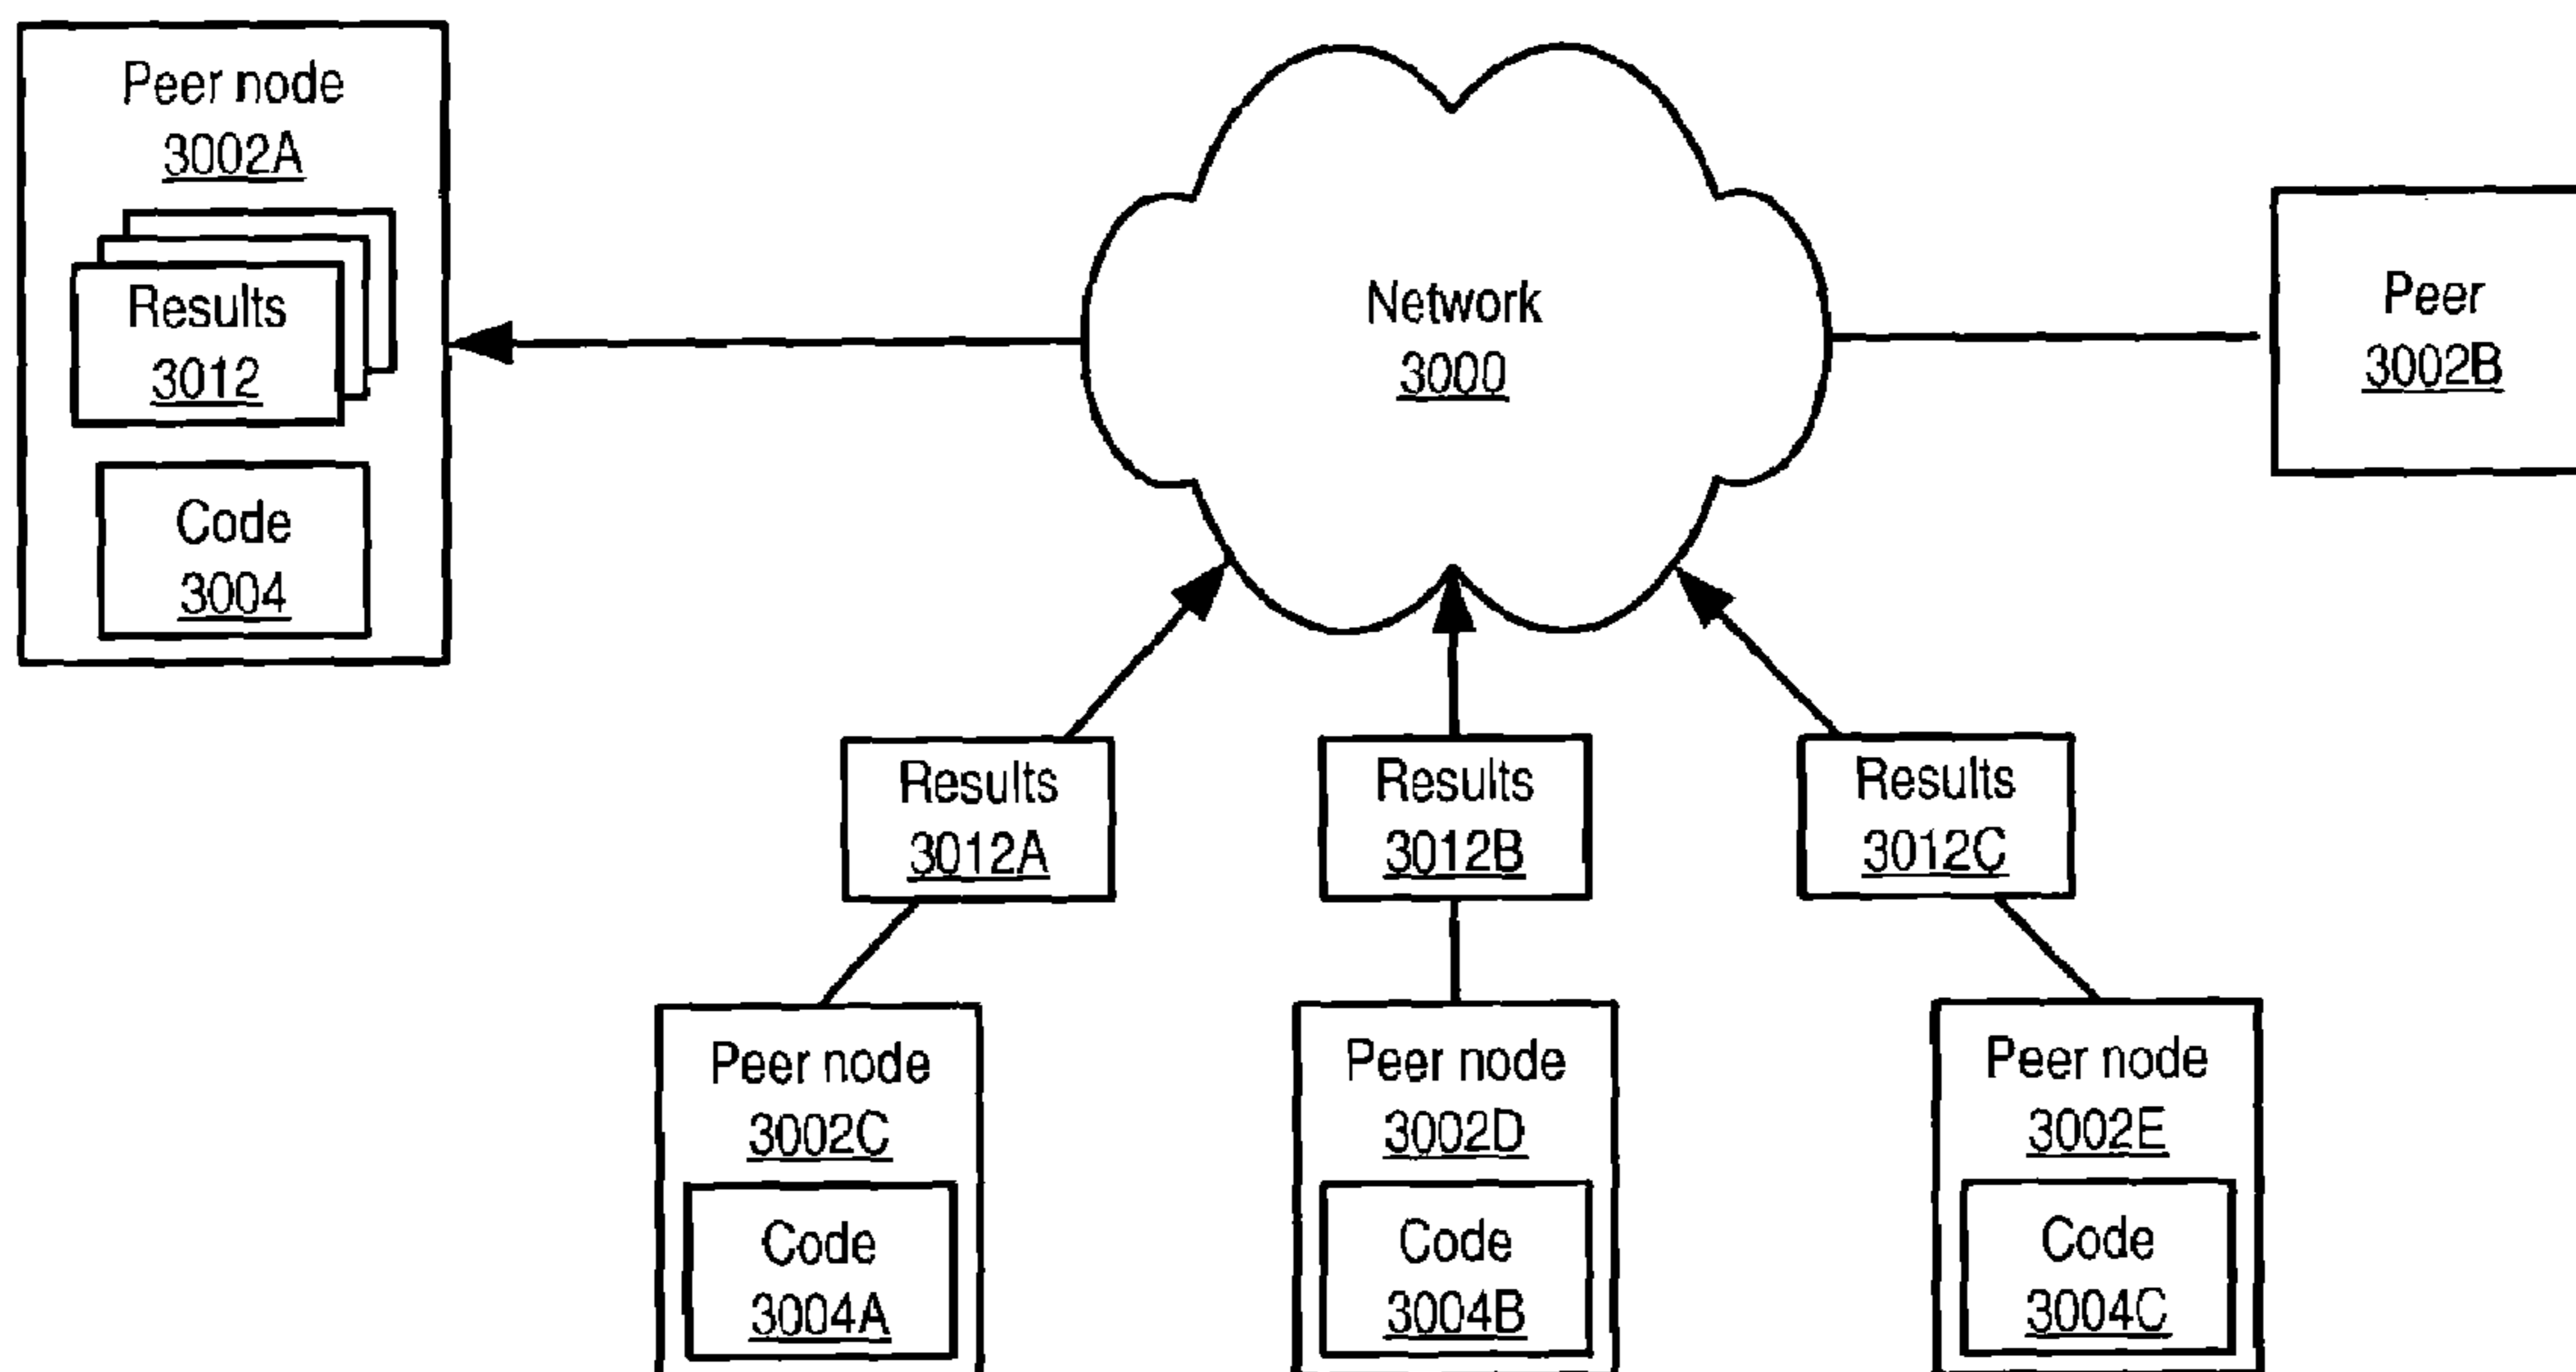 Peer node
3002A
Results
3012
Code
3004
Network
3000
Peer
3002B
Results
3012A
Results
3012B
Results
3012C
Peer node
3002C
Code
3004A
Peer node
3002D
Code
3004B
Peer node
3002E
Code
3004C